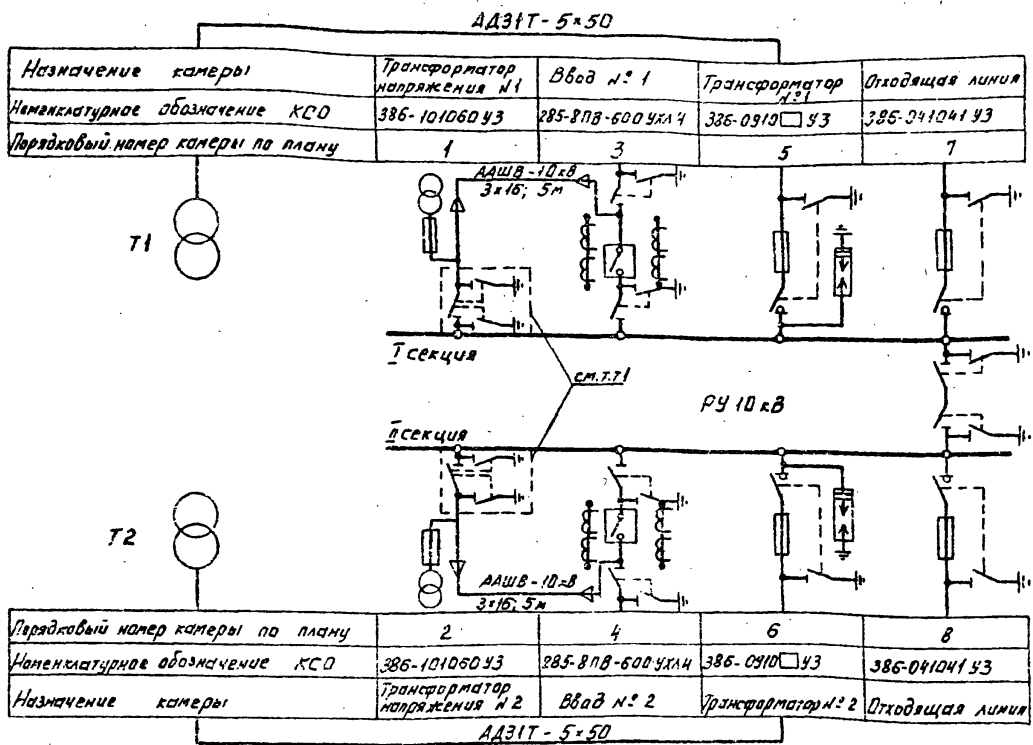 АД31Т - 5×50
Назначение камеры
Трансформатор напряжения №1
Ввод № 1
Трансформатор №1
Отходящая линия
Номенклатурное обозначение КСО
386-101060 У3
285-8ПВ-600 УХЛ4
386-0910□ У3
386-041041 У3
Порядковый номер камеры по плану
1
3
5
7
ААШВ-10кВ
3×16; 5м
Т1
I секция
см.т.т1
РУ 10 кВ
II секция
Т2
ААШВ-10кВ
3×16; 5м
Порядковый номер камеры по плану
2
4
6
8
Номенклатурное обозначение КСО
386-101060 У3
285-8ПВ-600 УХЛ4
386-0910□ У3
386-041041 У3
Назначение камеры
Трансформатор напряжения №2
Ввод № 2
Трансформатор № 2
Отходящая линия
АД31Т - 5×50